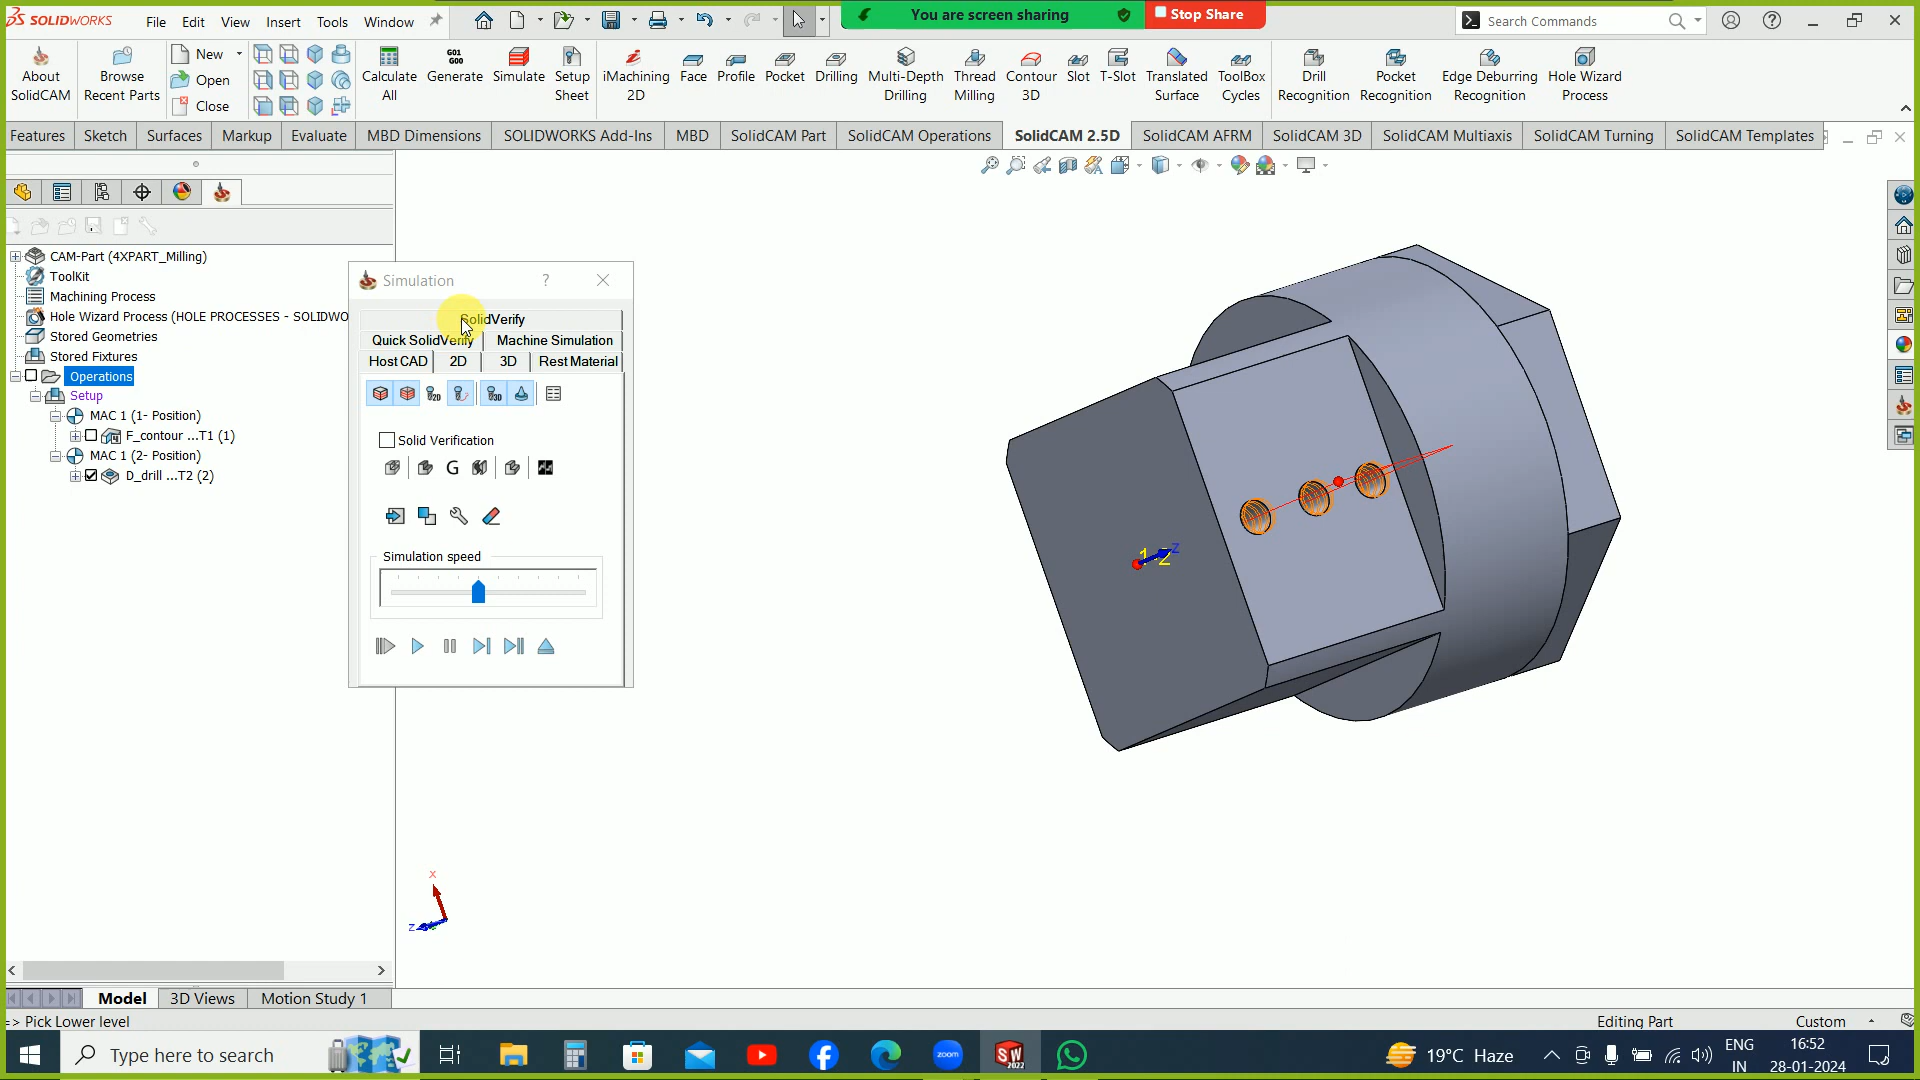 SOLIDWORKS
File Edit View Insert Tools Window
You are screen sharing
Stop Share
Search Commands
About SolidCAM
Browse Recent Parts
New
Open
Close
Calculate All
G01 G00
Generate
Simulate
Setup Sheet
iMachining 2D
Face
Profile
Pocket
Drilling
Multi-Depth Drilling
Thread Milling
Contour 3D
Slot
T-Slot
Translated Surface
ToolBox Cycles
Drill Recognition
Pocket Recognition
Edge Deburring Recognition
Hole Wizard Process
Features Sketch Surfaces Markup Evaluate MBD Dimensions SOLIDWORKS Add-Ins MBD SolidCAM Part SolidCAM Operations SolidCAM 2.5D SolidCAM AFRM SolidCAM 3D SolidCAM Multiaxis SolidCAM Turning SolidCAM Templates
CAM-Part (4XPART_Milling)
ToolKit
Machining Process
Hole Wizard Process (HOLE PROCESSES - SOLIDWO
Stored Geometries
Stored Fixtures
Operations
Setup
MAC 1 (1- Position)
F_contour ...T1 (1)
MAC 1 (2- Position)
D_drill ...T2 (2)
Simulation
?
SolidVerify
Quick SolidVerify Machine Simulation
Host CAD 2D 3D Rest Material
2D
3D
Solid Verification
G
Simulation speed
1 Z
Z
X
Z
Model 3D Views Motion Study 1
=> Pick Lower level
Editing Part
Custom
Type here to search
zoom
SW
2022
19°C Haze
ENG
IN
16:52
28-01-2024